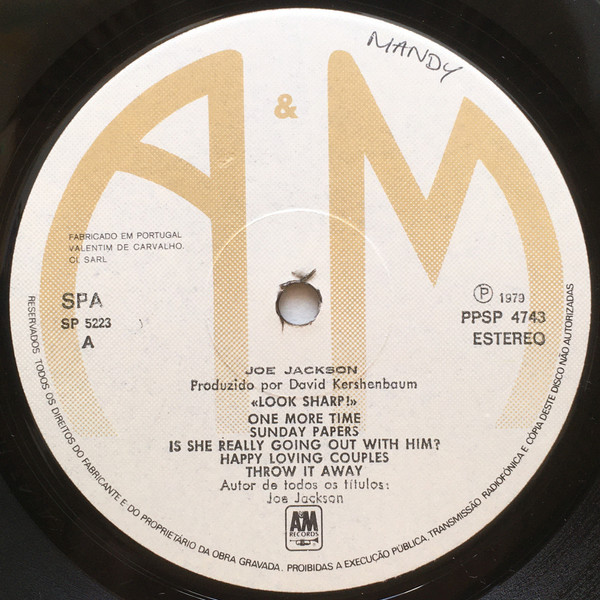 MANDY
A & M
FABRICADO EM PORTUGAL
VALENTIM DE CARVALHO.
CI. SARL
SPA
SP 5223
A
Ⓟ 1979
PPSP 4743
ESTEREO
JOE JACKSON
Produzido por David Kershenbaum
«LOOK SHARP!»
ONE MORE TIME
SUNDAY PAPERS
IS SHE REALLY GOING OUT WITH HIM?
HAPPY LOVING COUPLES
THROW IT AWAY
Autor de todos os títulos:
Joe Jackson
A&M
RECORDS
RESERVADOS TODOS OS DIREITOS DO FABRICANTE E DO PROPRIETÁRIO DA OBRA GRAVADA. PROIBIDAS A EXECUÇÃO PÚBLICA, TRANSMISSÃO RADIOFÓNICA E CÓPIA DESTE DISCO NÃO AUTORIZADAS